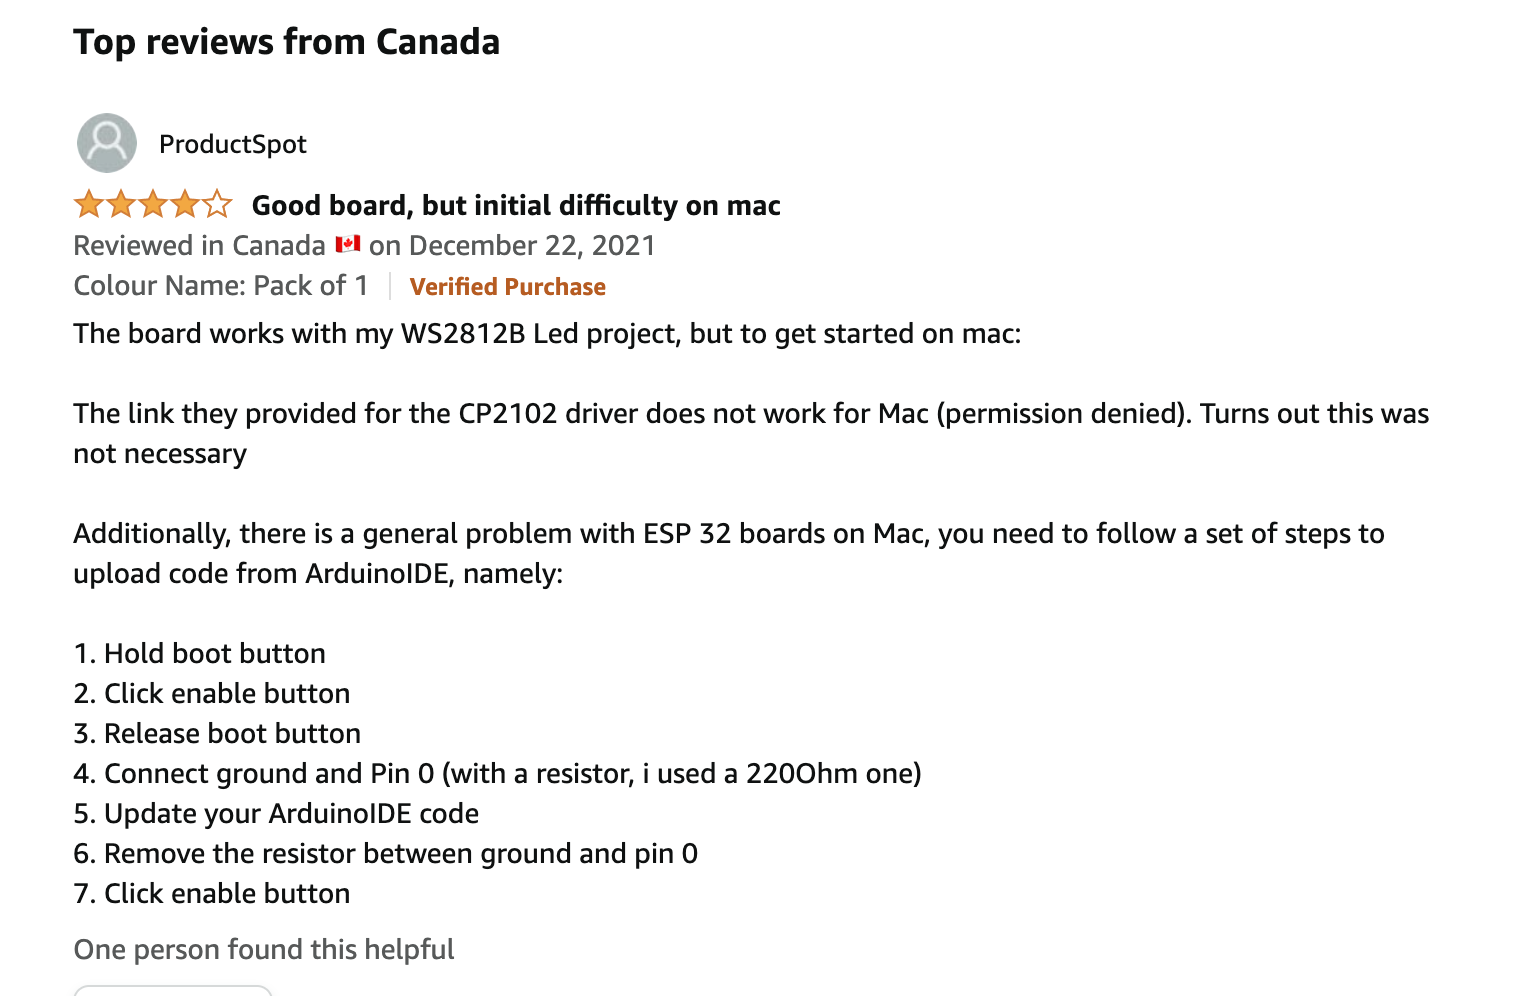 Top reviews from Canada
ProductSpot
Good board, but initial difficulty on mac
Reviewed in Canada 🇨🇦 on December 22, 2021
Colour Name: Pack of 1 | Verified Purchase
The board works with my WS2812B Led project, but to get started on mac:
The link they provided for the CP2102 driver does not work for Mac (permission denied). Turns out this was
not necessary
Additionally, there is a general problem with ESP 32 boards on Mac, you need to follow a set of steps to
upload code from ArduinoIDE, namely:
1. Hold boot button
2. Click enable button
3. Release boot button
4. Connect ground and Pin 0 (with a resistor, i used a 220Ohm one)
5. Update your ArduinoIDE code
6. Remove the resistor between ground and pin 0
7. Click enable button
One person found this helpful